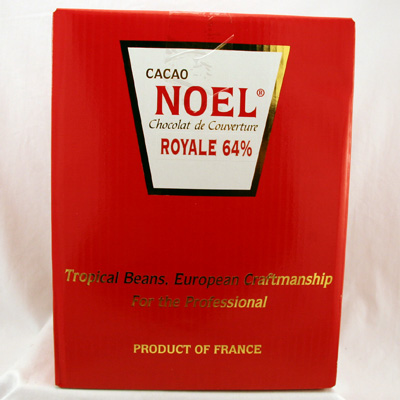 CACAO
NOEL®
Chocolat de Couverture
ROYALE 64%
Tropical Beans, European Craftmanship
For the Professional
PRODUCT OF FRANCE